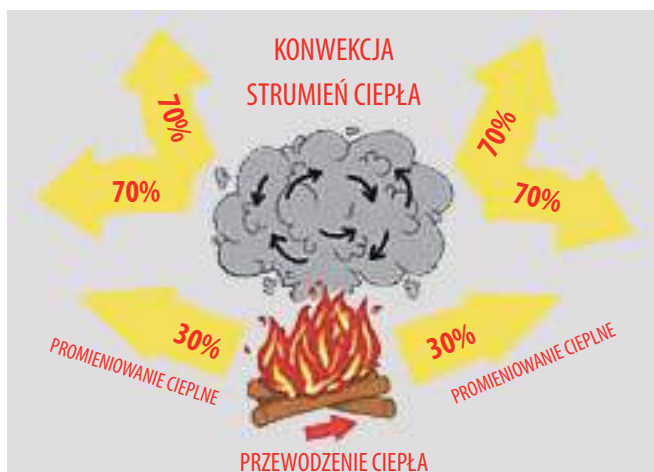 KONWEKCJA
STRUMIEŃ CIEPŁA
70%
70%
70%
70%
30%
30%
PROMIENIOWANIE CIEPLNE
PROMIENIOWANIE CIEPLNE
PRZEWODZENIE CIEPŁA